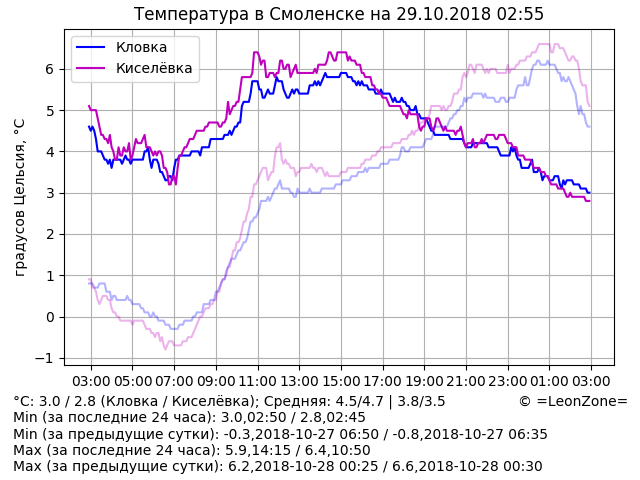 Температура в Смоленске на 29.10.2018 02:55
Кловка
Киселёвка
градусов Цельсия, °C
6
5
4
3
2
1
0
−1
03:00 05:00 07:00 09:00 11:00 13:00 15:00 17:00 19:00 21:00 23:00 01:00 03:00
°C: 3.0 / 2.8 (Кловка / Киселёвка); Средняя: 4.5/4.7 | 3.8/3.5 © =LeonZone=
Min (за последние 24 часа): 3.0,02:50 / 2.8,02:45
Min (за предыдущие сутки): -0.3,2018-10-27 06:50 / -0.8,2018-10-27 06:35
Max (за последние 24 часа): 5.9,14:15 / 6.4,10:50
Max (за предыдущие сутки): 6.2,2018-10-28 00:25 / 6.6,2018-10-28 00:30